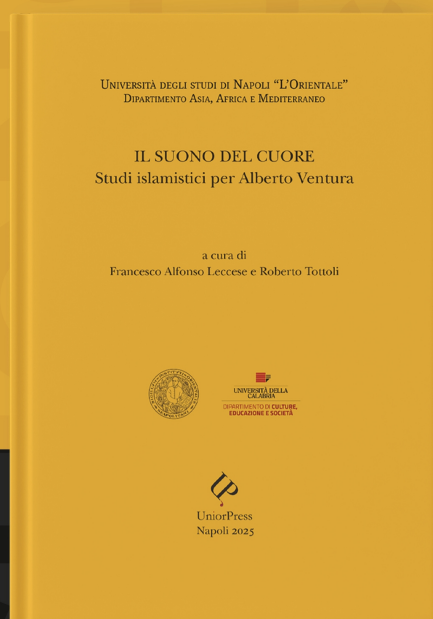 UNIVERSITÀ DEGLI STUDI DI NAPOLI "L'ORIENTALE"
DIPARTIMENTO ASIA, AFRICA E MEDITERRANEO
IL SUONO DEL CUORE
Studi islamistici per Alberto Ventura
a cura di
Francesco Alfonso Leccese e Roberto Tottoli
UNIVERSITÀ DELLA
CALABRIA
DIPARTIMENTO DI CULTURE,
EDUCAZIONE E SOCIETÀ
UniorPress
Napoli 2025